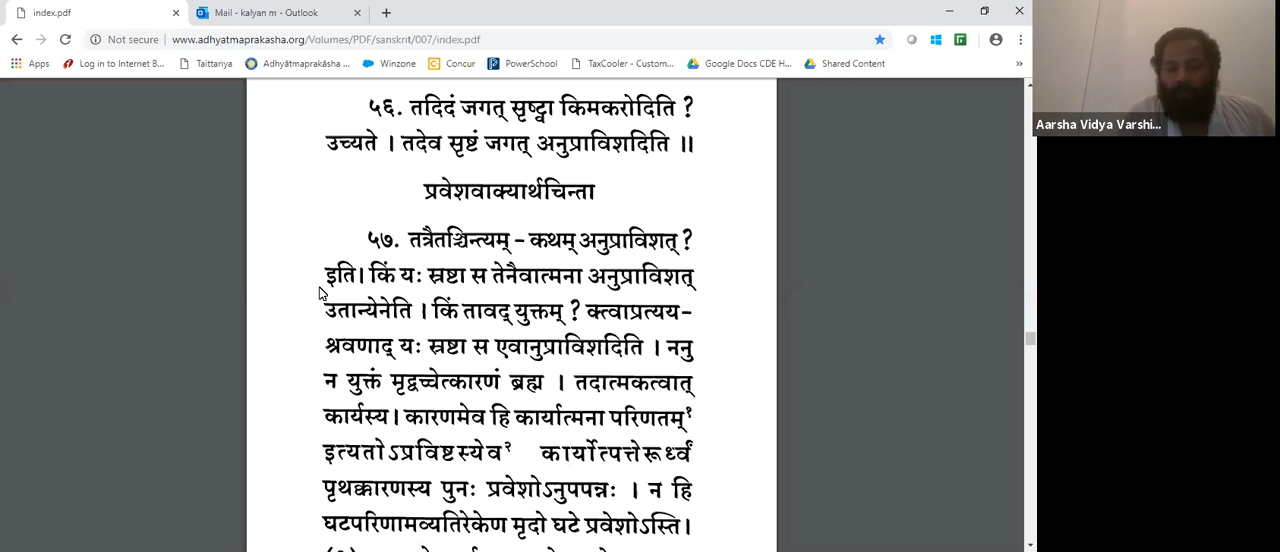 index.pdf
Mail - kalyan m - Outlook
Not secure | www.adhyatmaprakasha.org/Volumes/PDF/sanskrit/007/index.pdf
Apps Log in to Internet B... Taittariya Adhyâtmaprakâsha ... Winzone Concur PowerSchool TaxCooler - Custom... Google Docs CDE H... Shared Content
Aarsha Vidya Varshi...
५६. तदिदं जगत् सृष्ट्वा किमकरोदिति ?
उच्यते । तदेव सृष्टं जगत् अनुप्राविशदिति ॥
प्रवेशवाक्यार्थचिन्ता
५७. तत्रैतच्चिन्त्यम् - कथम् अनुप्राविशत् ?
इति। किं यः स्रष्टा स तेनैवात्मना अनुप्राविशत्
उतान्येनेति । किं तावद् युक्तम् ? क्त्वाप्रत्यय-
श्रवणाद् यः स्रष्टा स एवानुप्राविशदिति । ननु
न युक्तं मृद्वच्चेत्कारणं ब्रह्म । तदात्मकत्वात्
कार्यस्य। कारणमेव हि कार्यात्मना परिणतम्१
इत्यतोऽप्रविष्टस्येव२ कार्योत्पत्तेरूर्ध्वं
पृथक्कारणस्य पुनः प्रवेशोऽनुपपन्नः । न हि
घटपरिणामव्यतिरेकेण मृदो घटे प्रवेशोऽस्ति।